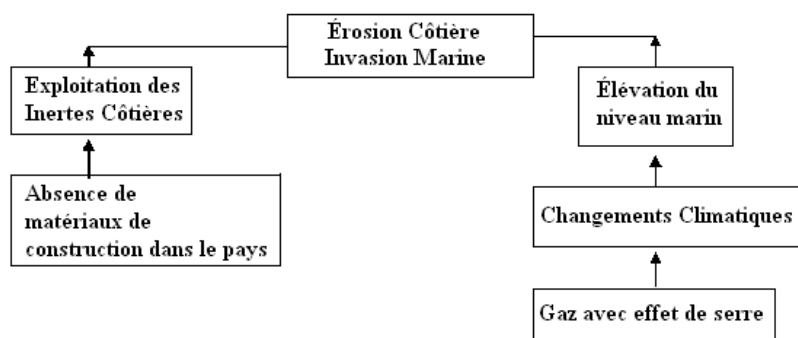 Érosion Côtière
Invasion Marine
Exploitation des
Inertes Côtières
Élévation du
niveau marin
Absence de
matériaux de
construction dans le pays
Changements Climatiques
Gaz avec effet de serre